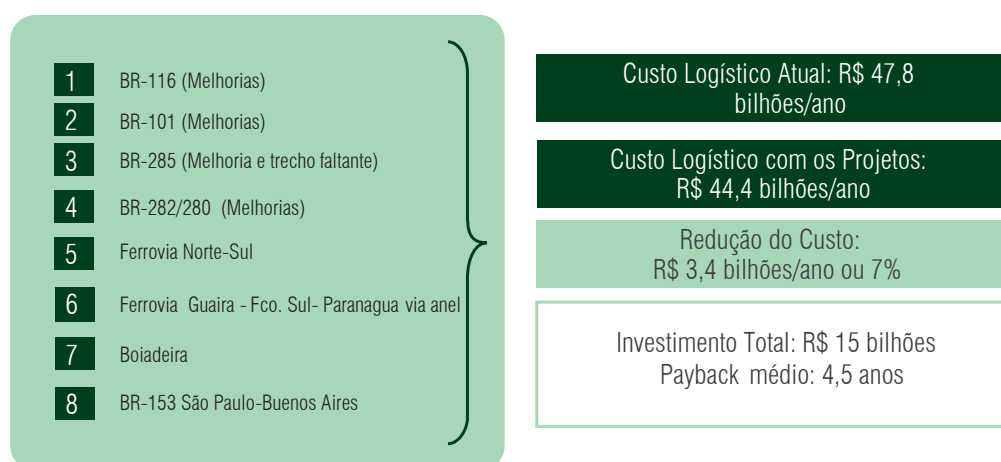 1 BR-116 (Melhorias)
2 BR-101 (Melhorias)
3 BR-285 (Melhoria e trecho faltante)
4 BR-282/280 (Melhorias)
5 Ferrovia Norte-Sul
6 Ferrovia Guaira - Fco. Sul- Paranagua via anel
7 Boiadeira
8 BR-153 São Paulo-Buenos Aires
Custo Logístico Atual: R$ 47,8
bilhões/ano
Custo Logístico com os Projetos:
R$ 44,4 bilhões/ano
Redução do Custo:
R$ 3,4 bilhões/ano ou 7%
Investimento Total: R$ 15 bilhões
Payback médio: 4,5 anos